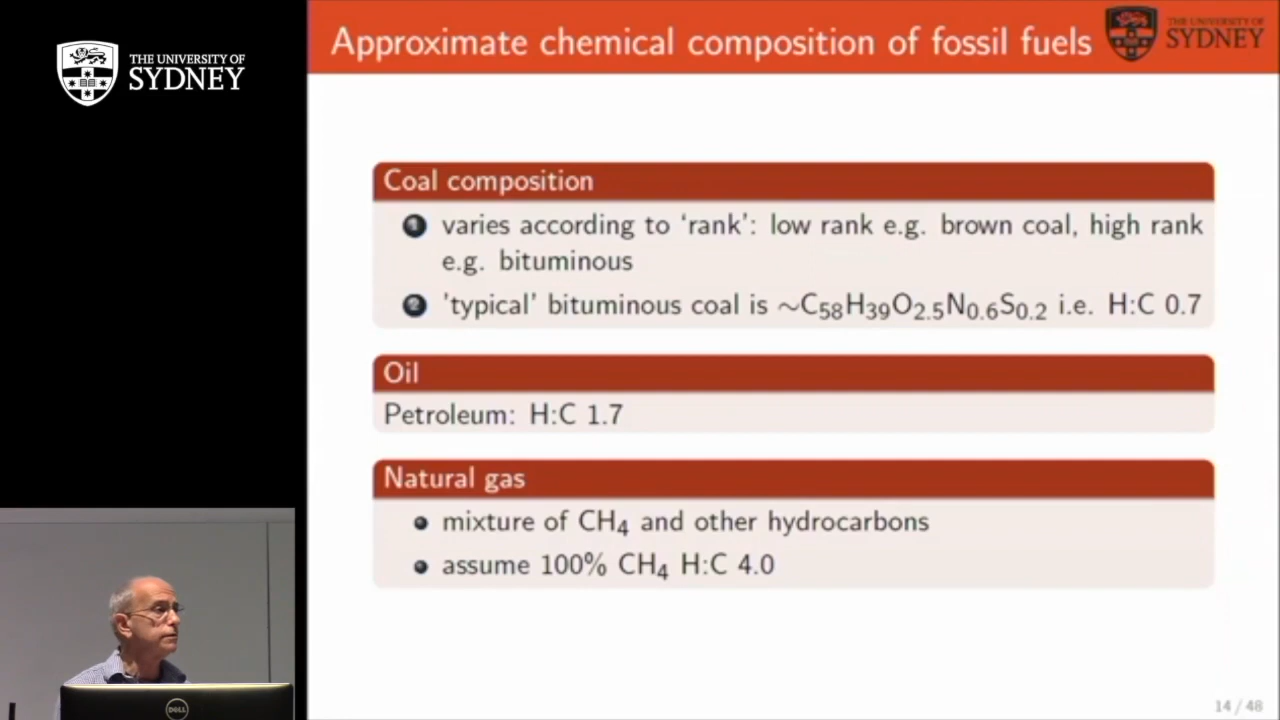 THE UNIVERSITY OF
SYDNEY
Approximate chemical composition of fossil fuels
THE UNIVERSITY OF
SYDNEY
Coal composition
1 varies according to ‘rank’: low rank e.g. brown coal, high rank
e.g. bituminous
2 'typical' bituminous coal is ∼C₅₈H₃₉O₂.₅N₀.₆S₀.₂ i.e. H:C 0.7
Oil
Petroleum: H:C 1.7
Natural gas
• mixture of CH₄ and other hydrocarbons
• assume 100% CH₄ H:C 4.0
DELL
14 / 48